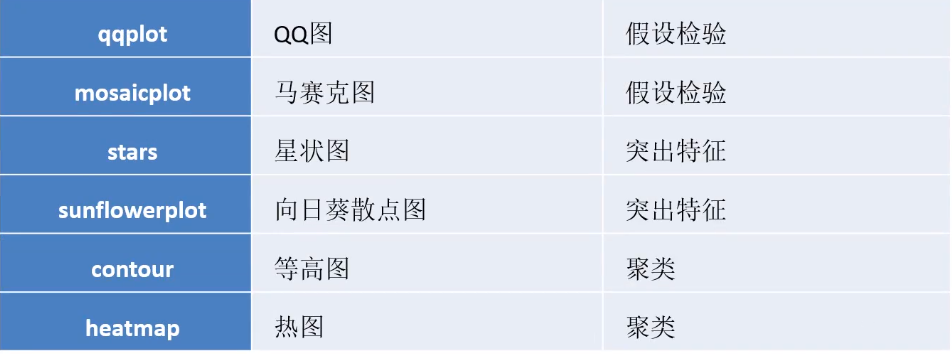 qqplot QQ图 假设检验
mosaicplot 马赛克图 假设检验
stars 星状图 突出特征
sunflowerplot 向日葵散点图 突出特征
contour 等高图 聚类
heatmap 热图 聚类